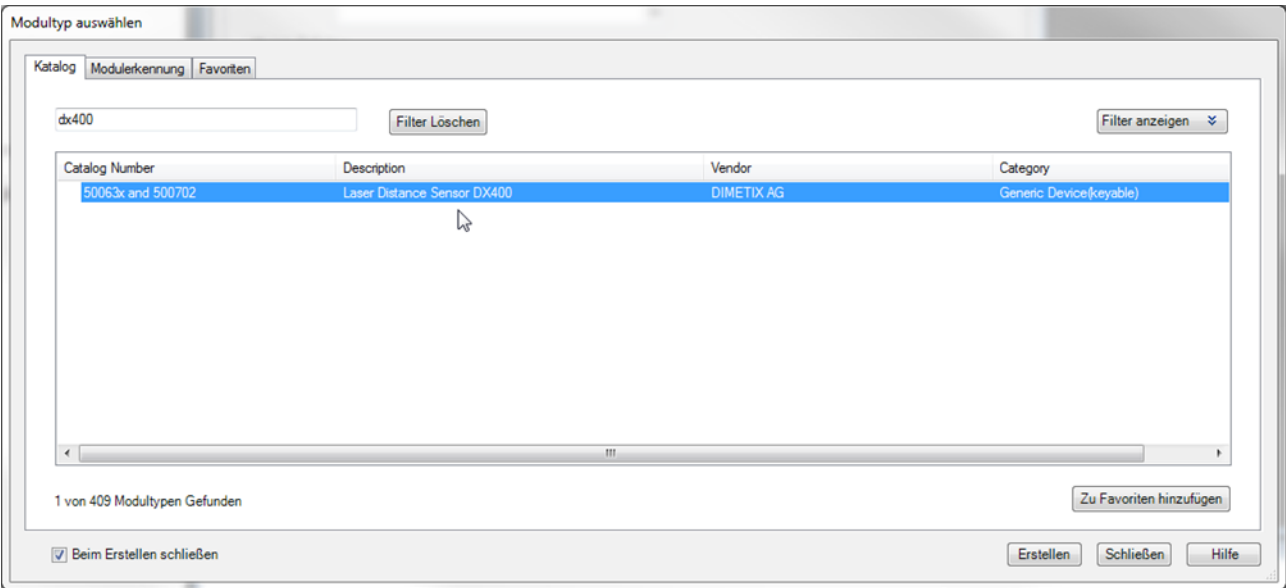 Modultyp auswählen
Katalog Modulerkennung Favoriten
dx400 Filter Löschen Filter anzeigen
Catalog Number Description Vendor Category
50063x and 500702 Laser Distance Sensor DX400 DIMETIX AG Generic Device(keyable)
1 von 409 Modultypen Gefunden Zu Favoriten hinzufügen
Beim Erstellen schließen Erstellen Schließen Hilfe